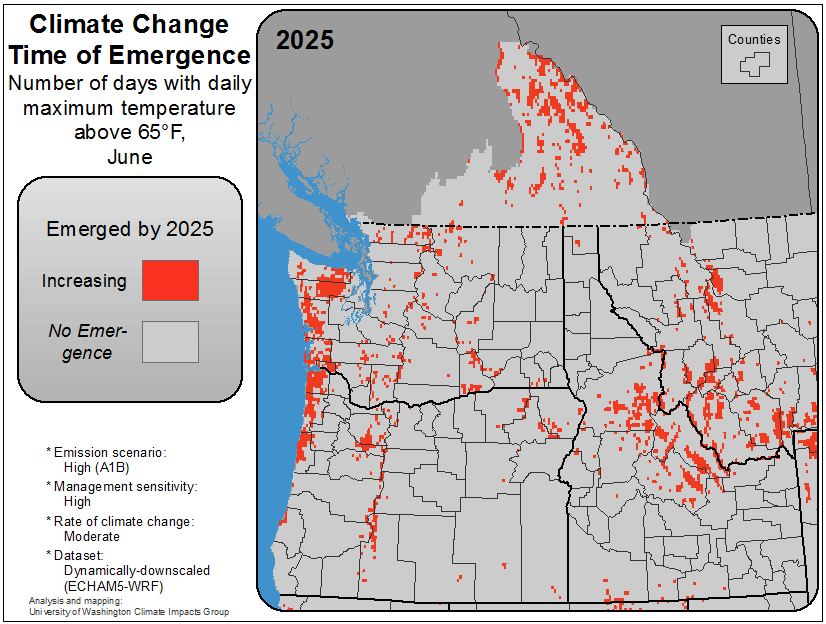 Climate Change
Time of Emergence
Number of days with daily
maximum temperature
above 65°F,
June
Emerged by 2025
Increasing
No Emer-
gence
* Emission scenario:
High (A1B)
* Management sensitivity:
High
* Rate of climate change:
Moderate
* Dataset:
Dynamically-downscaled
(ECHAM5-WRF)
Analysis and mapping:
University of Washington Climate Impacts Group
2025
Counties